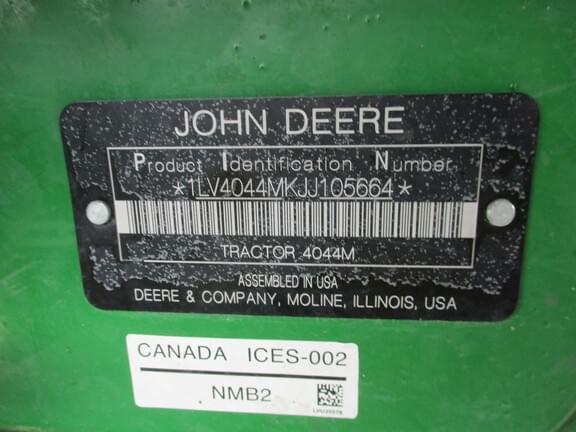 JOHN DEERE
Product Identification Number
*1LV4044MKJJ105664*
TRACTOR 4044M
ASSEMBLED IN USA
DEERE & COMPANY, MOLINE, ILLINOIS, USA
CANADA ICES-002
NMB2